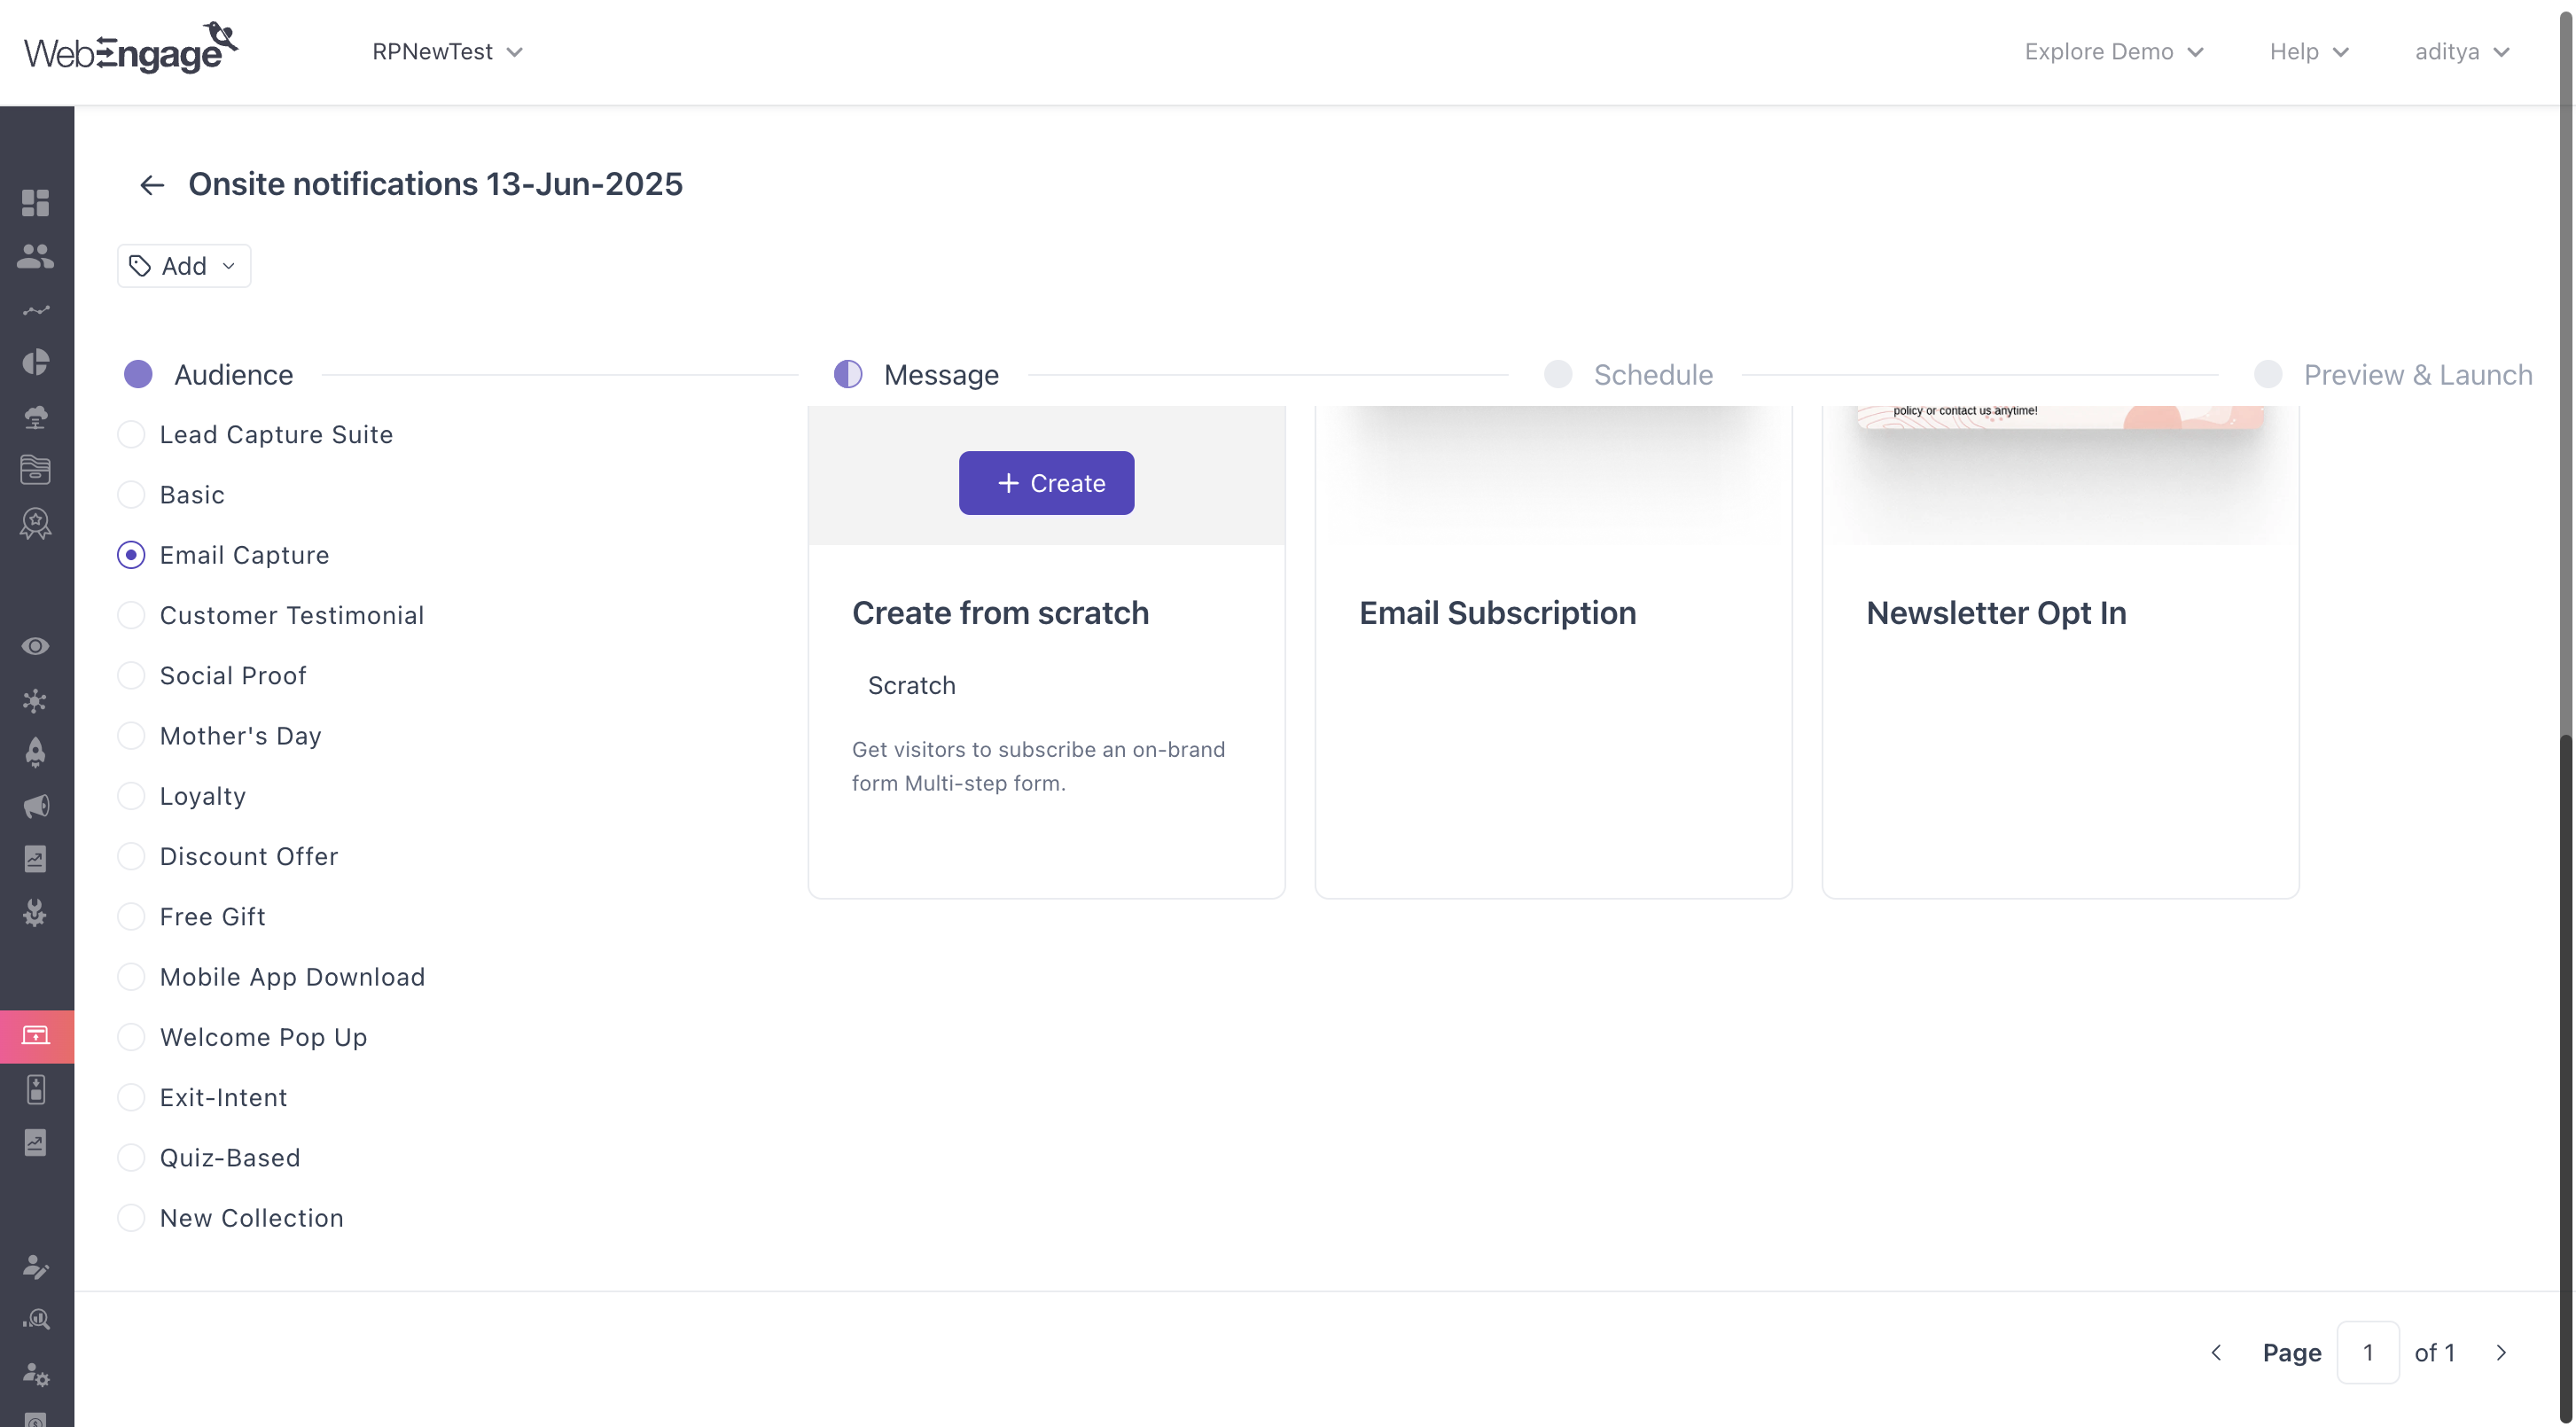 WebEngage
RPNewTest
Explore Demo
Help
aditya
Onsite notifications 13-Jun-2025
Add
Audience
Message
Schedule
Preview & Launch
Lead Capture Suite
Basic
Email Capture
Customer Testimonial
Social Proof
Mother's Day
Loyalty
Discount Offer
Free Gift
Mobile App Download
Welcome Pop Up
Exit-Intent
Quiz-Based
New Collection
Create
Create from scratch
Scratch
Get visitors to subscribe an on-brand
form Multi-step form.
Email Subscription
policy or contact us anytime!
Newsletter Opt In
Page 1 of 1